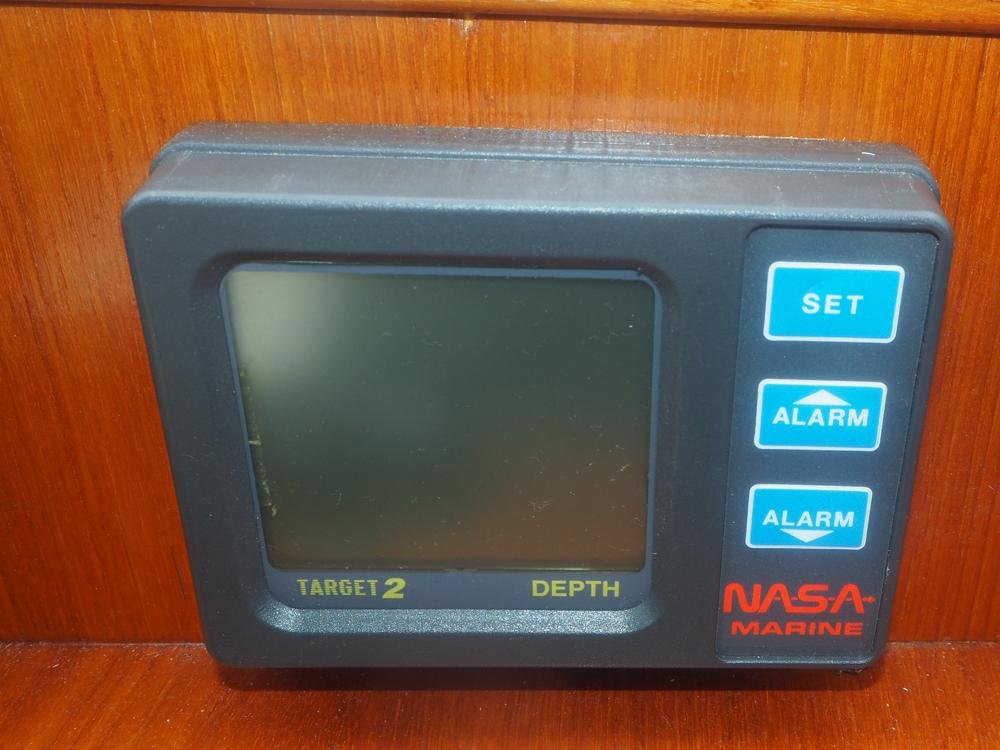 SET
ALARM
ALARM
TARGET 2 DEPTH
NASA
MARINE